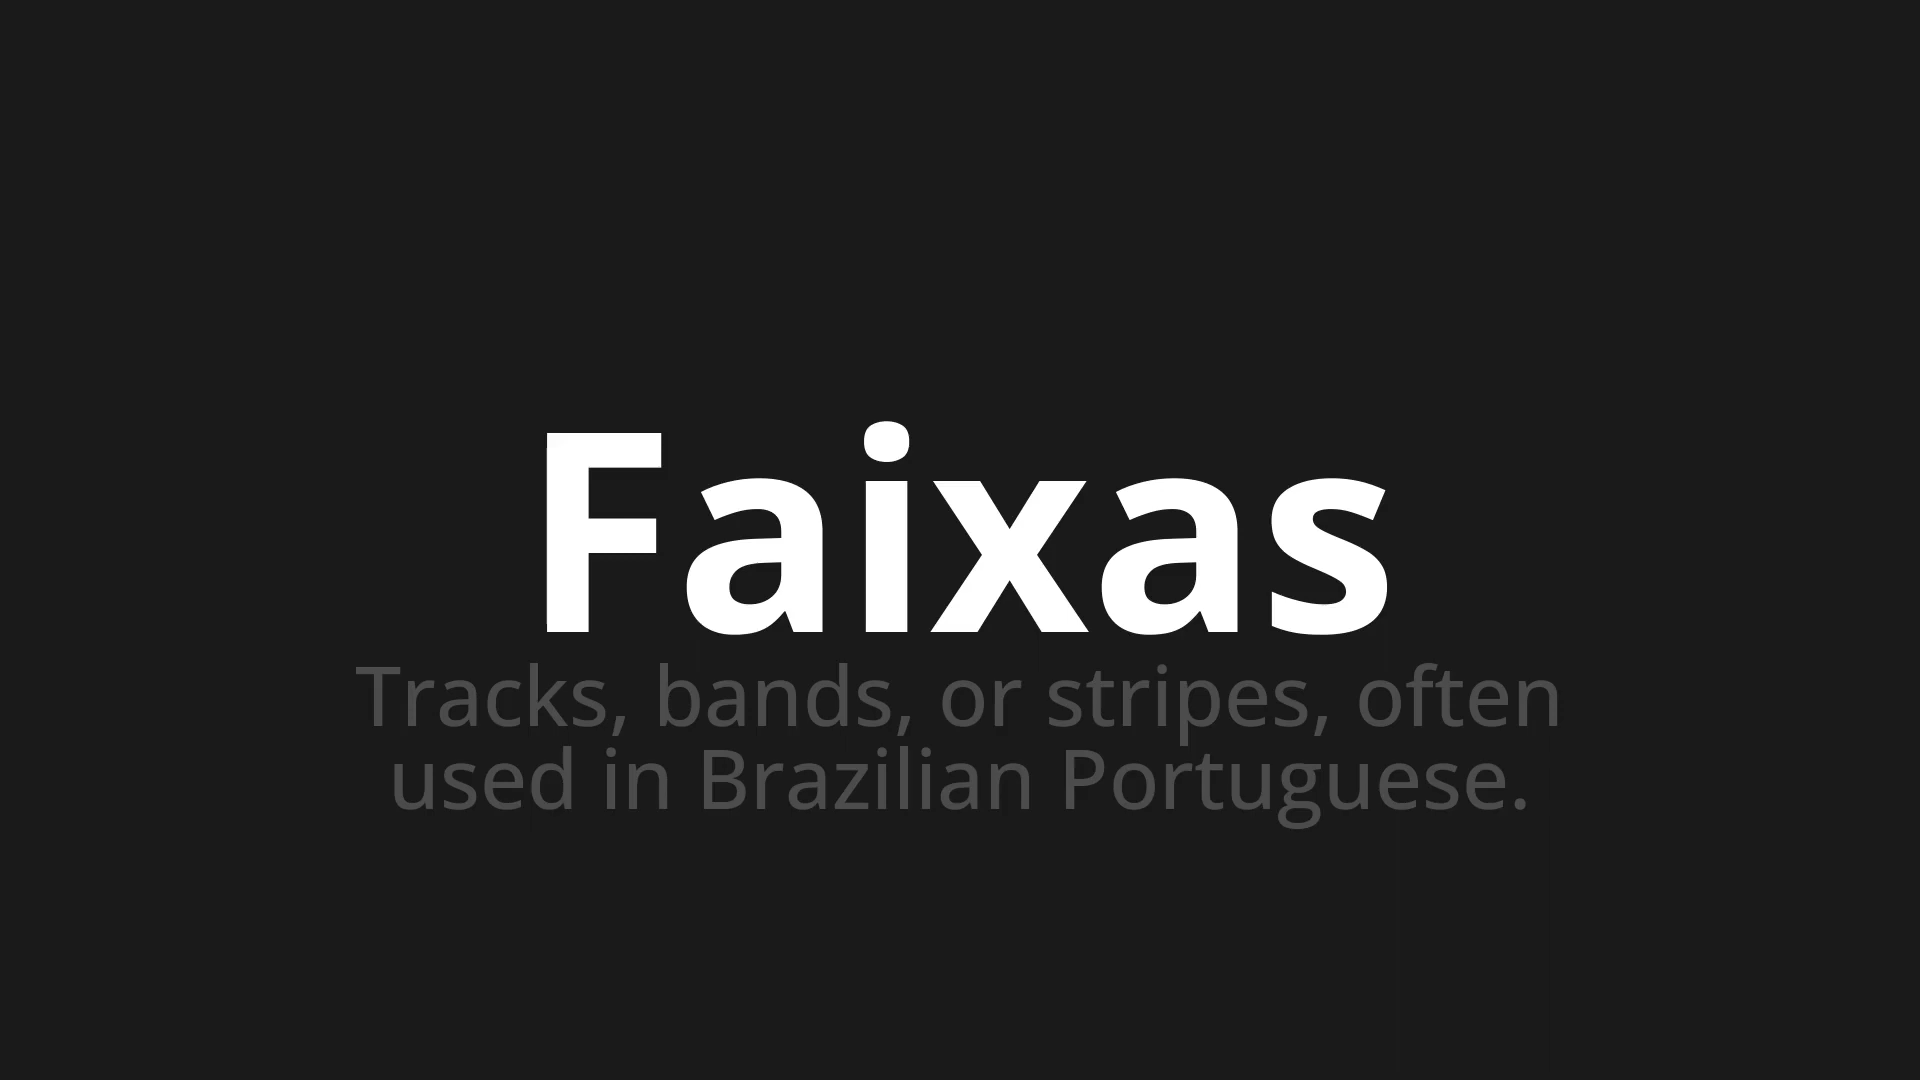 Faixas
Tracks, bands, or stripes, often
used in Brazilian Portuguese.